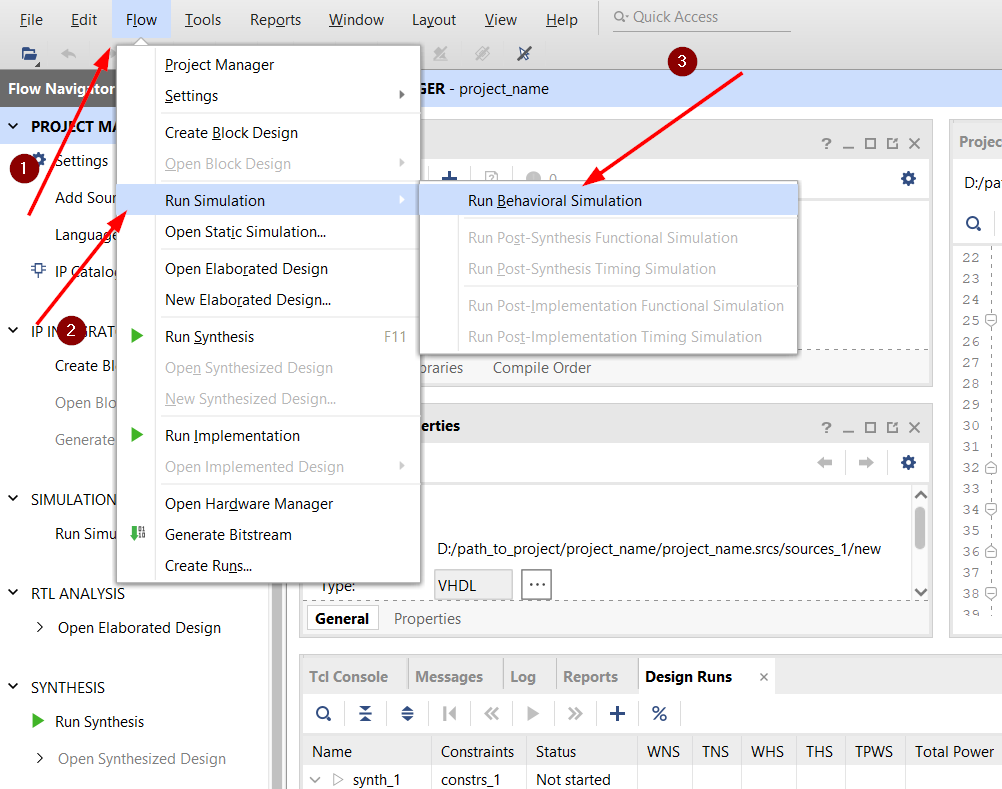 File Edit Flow Tools Reports Window Layout View Help Quick Access
Flow Navigator
GER - project_name
PROJECT MA
1
Settings
Add Sour
Language
IP Catalo
IP IN GRAT
2
Create Bl
Open Blo
Generate
SIMULATION
Run Simu
RTL ANALYSIS
Open Elaborated Design
SYNTHESIS
Run Synthesis
Open Synthesized Design
Project Manager
Settings
Create Block Design
Open Block Design
Run Simulation
Open Static Simulation...
Open Elaborated Design
New Elaborated Design...
Run Synthesis F11
Open Synthesized Design
New Synthesized Design...
Run Implementation
Open Implemented Design
Open Hardware Manager
Generate Bitstream
Create Runs...
3
0
Run Behavioral Simulation
Run Post-Synthesis Functional Simulation
Run Post-Synthesis Timing Simulation
Run Post-Implementation Functional Simulation
Run Post-Implementation Timing Simulation
braries Compile Order
erties
D:/path_to_project/project_name/project_name.srcs/sources_1/new
Type: VHDL ...
General Properties
Projec
D:/pa
22
23
24
25
26
27
28
29
30
31
32
33
34
35
36
37
38
39
Tcl Console Messages Log Reports Design Runs
Name Constraints Status WNS TNS WHS THS TPWS Total Power
synth_1 constrs_1 Not started